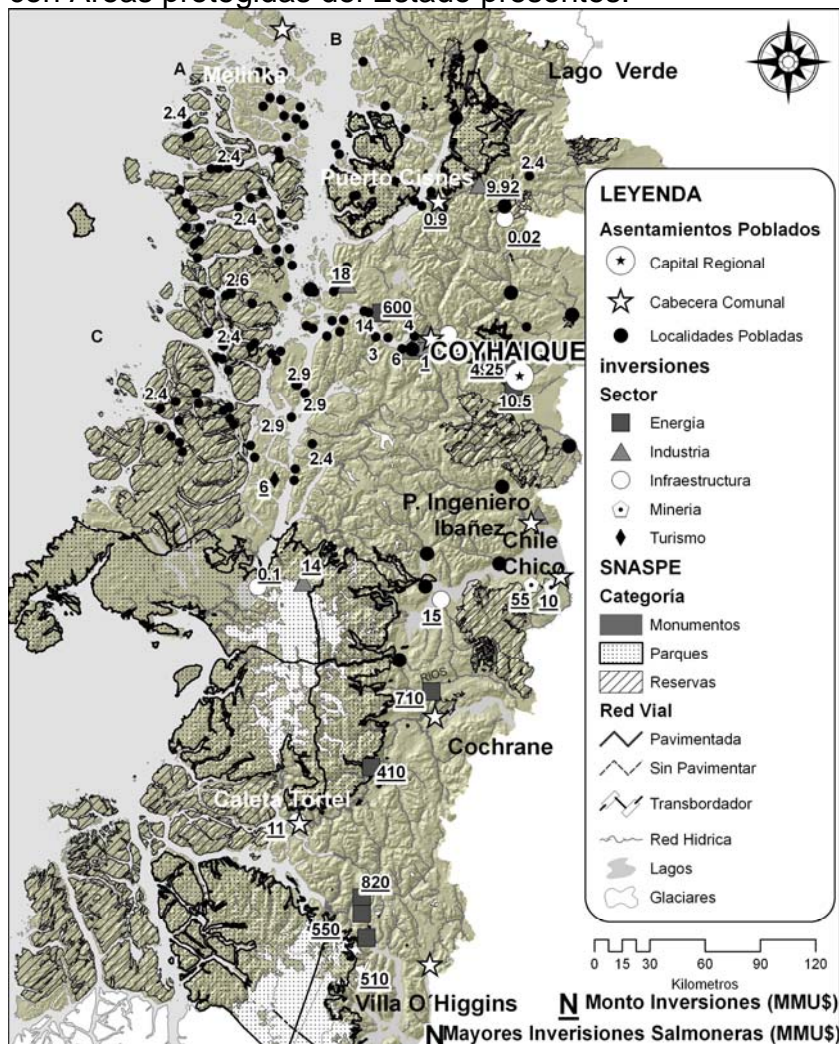 con Áreas protegidas del Estado presentes.
B
A
Melinka
Lago Verde
2.4
2.4
2.4
Puerto Cisnes
9.92
0.9
0.02
2.4
18
2.6
600
C
14
4
2.4
3
6
1
COYHAIQUE
4.25
2.9
10.5
2.4
2.9
2.9
2.4
6
P. Ingeniero
Ibañez
Chile
Chico
0.1
14
55
10
15
RIOS
710
Cochrane
410
Caleta Tortel
11
820
550
510
Villa O´Higgins
LEYENDA
Asentamientos Poblados
Capital Regional
Cabecera Comunal
Localidades Pobladas
inversiones
Sector
Energia
Industria
Infraestructura
Mineria
Turismo
SNASPE
Categoría
Monumentos
Parques
Reservas
Red Vial
Pavimentada
Sin Pavimentar
Transbordador
Red Hidrica
Lagos
Glaciares
0 15 30 60 90 120
Kilometros
N Monto Inversiones (MMU$)
N Mayores Inverisiones Salmoneras (MMU$)